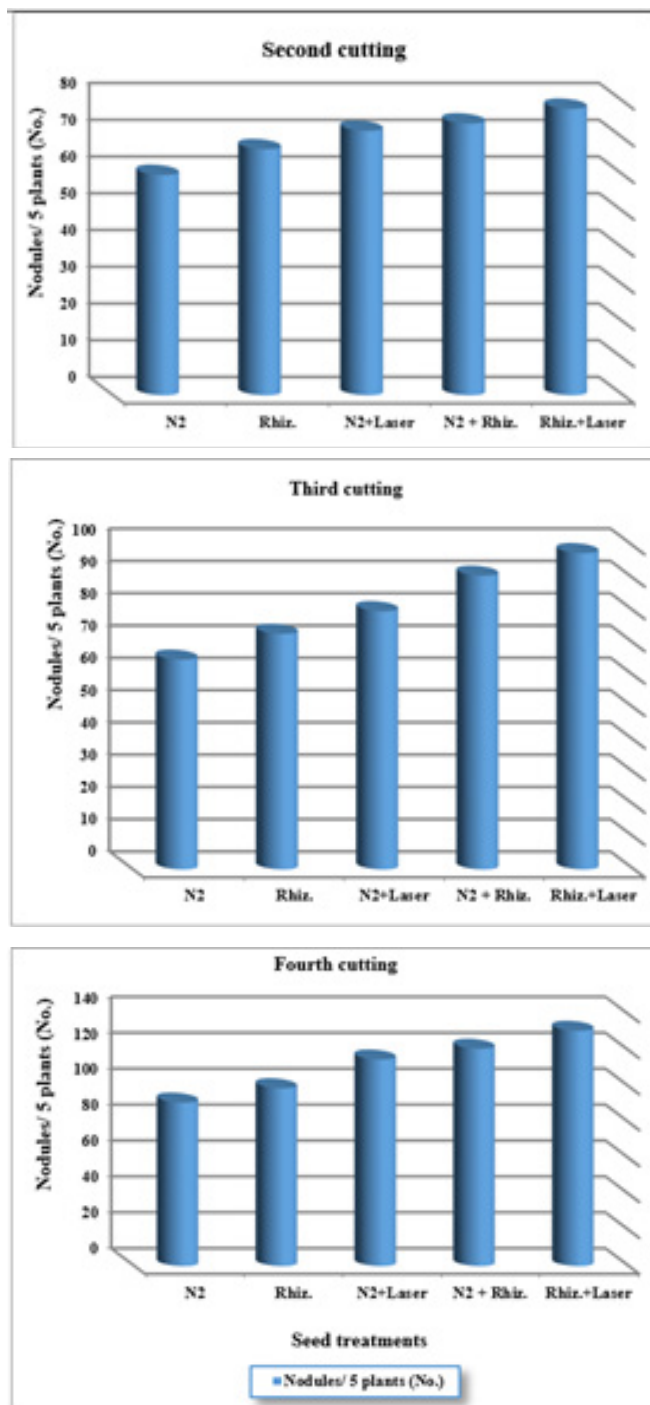 Second cutting
Nodules/ 5 plants (No.)
80
70
60
50
40
30
20
10
0
N2 Rhiz. N2+Laser N2 + Rhiz. Rhiz.+Laser
Third cutting
Nodules/ 5 plants (No.)
100
90
80
70
60
50
40
30
20
10
0
N2 Rhiz. N2+Laser N2 + Rhiz. Rhiz.+Laser
Fourth cutting
Nodules/ 5 plants (No.)
140
120
100
80
60
40
20
0
N2 Rhiz. N2+Laser N2 + Rhiz. Rhiz.+Laser
Seed treatments
Nodules/ 5 plants (No.)